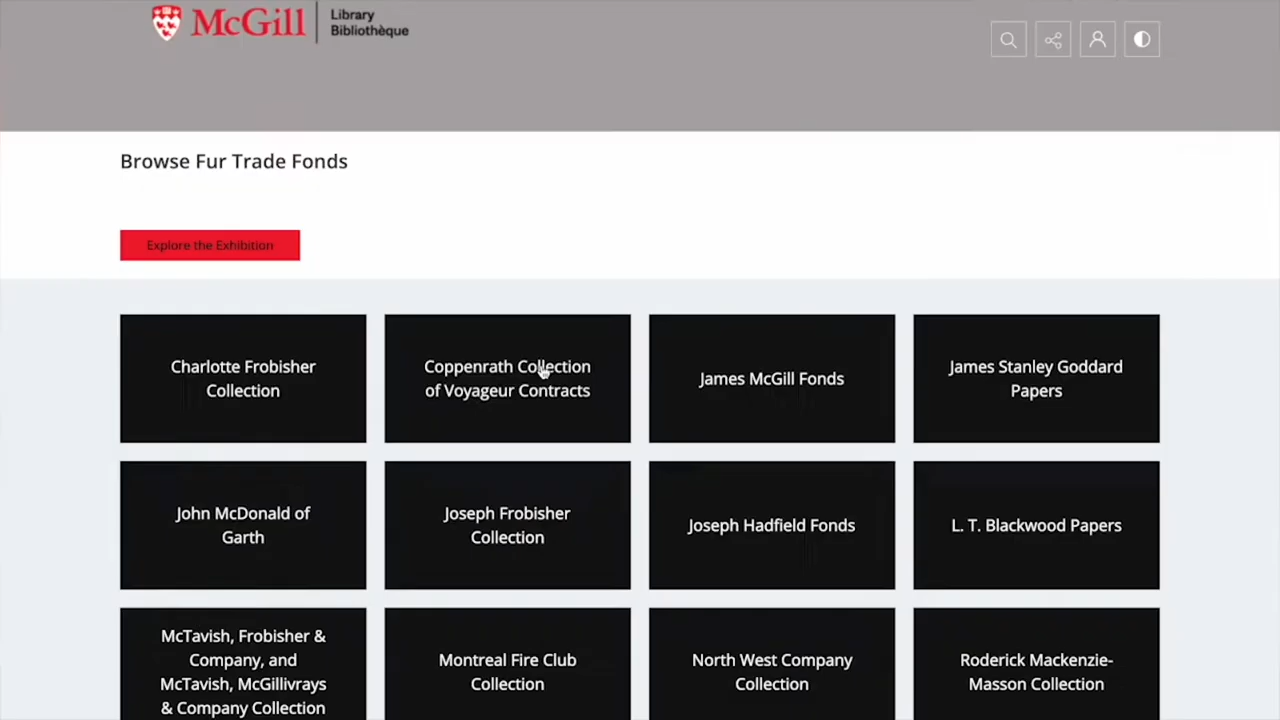 McGill
Library
Bibliothèque
Browse Fur Trade Fonds
Explore the Exhibition
Charlotte Frobisher
Collection
Coppenrath Collection
of Voyageur Contracts
James McGill Fonds
James Stanley Goddard
Papers
John McDonald of
Garth
Joseph Frobisher
Collection
Joseph Hadfield Fonds
L. T. Blackwood Papers
McTavish, Frobisher &
Company, and
McTavish, McGillivrays
& Company Collection
Montreal Fire Club
Collection
North West Company
Collection
Roderick Mackenzie-
Masson Collection